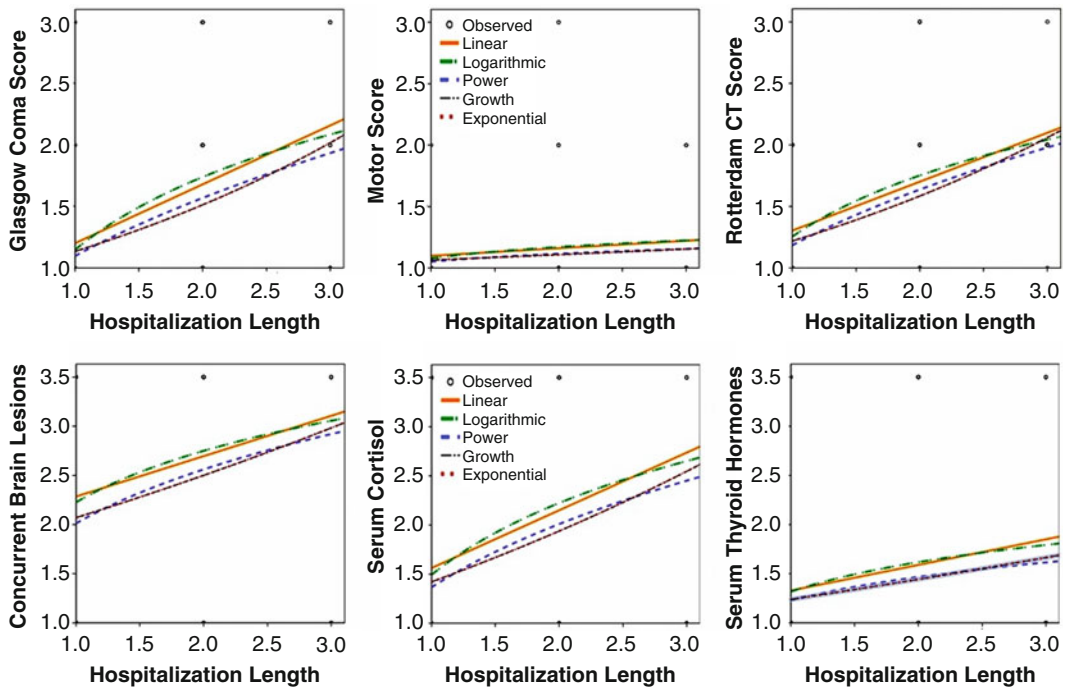 Glasgow Coma Score
3.0
2.5
2.0
1.5
1.0
1.0 1.5 2.0 2.5 3.0
Hospitalization Length
Motor Score
3.0
2.5
2.0
1.5
1.0
Observed
Linear
Logarithmic
Power
Growth
Exponential
1.0 1.5 2.0 2.5 3.0
Hospitalization Length
Rotterdam CT Score
3.0
2.5
2.0
1.5
1.0
1.0 1.5 2.0 2.5 3.0
Hospitalization Length
Concurrent Brain Lesions
3.5
3.0
2.5
2.0
1.5
1.0
1.0 1.5 2.0 2.5 3.0
Hospitalization Length
Serum Cortisol
3.5
3.0
2.5
2.0
1.5
1.0
Observed
Linear
Logarithmic
Power
Growth
Exponential
1.0 1.5 2.0 2.5 3.0
Hospitalization Length
Serum Thyroid Hormones
3.5
3.0
2.5
2.0
1.5
1.0
1.0 1.5 2.0 2.5 3.0
Hospitalization Length